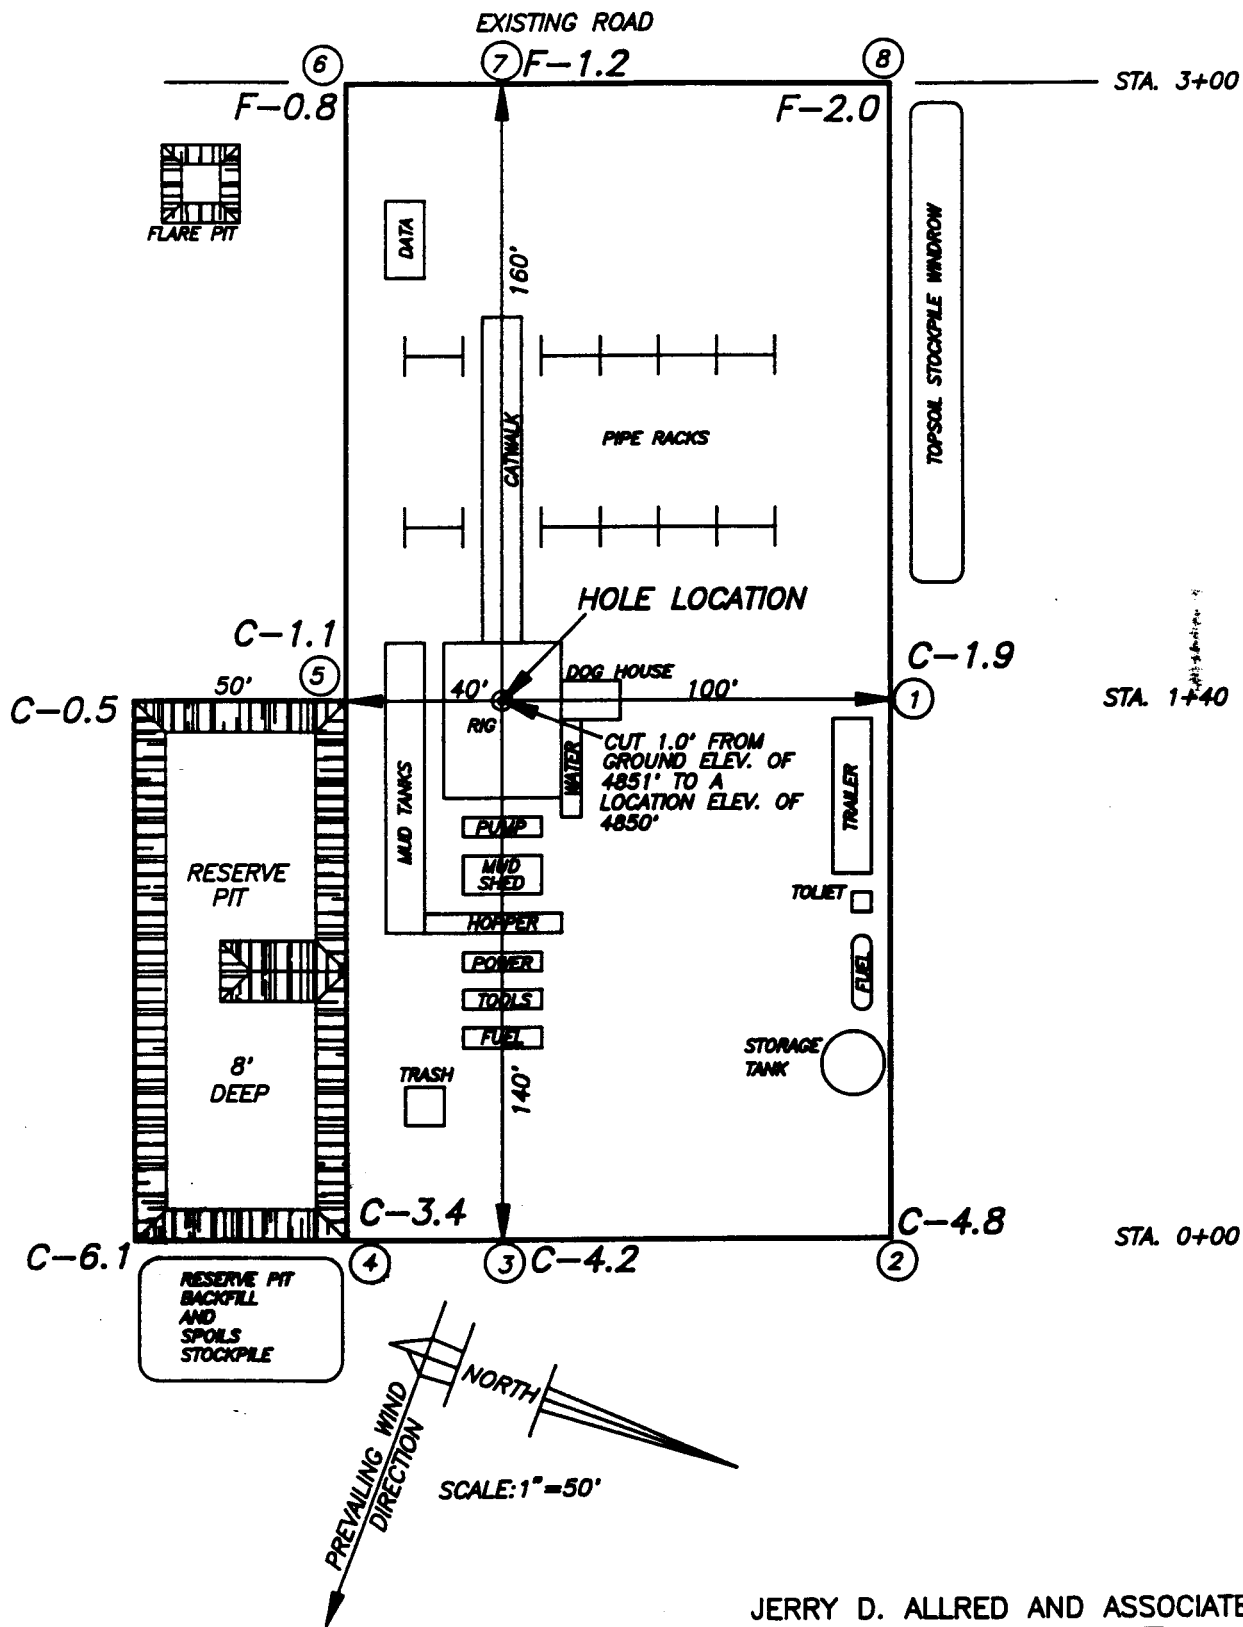 EXISTING ROAD
6
7
F-1.2
8
STA. 3+00
F-0.8
F-2.0
FLARE PIT
DATA
160'
TOPSOIL STOCKPILE WINDROW
CATWALK
PIPE RACKS
HOLE LOCATION
C-1.1
C-1.9
5
50'
40'
DOG HOUSE
100'
1
STA. 1+40
C-0.5
RIG
CUT 1.0' FROM
GROUND ELEV. OF
4851' TO A
LOCATION ELEV. OF
4850'
WATER
MUD TANKS
TRAILER
PUMP
MUD
SHED
RESERVE
PIT
TOLIET
HOPPER
POWER
FUEL
TOOLS
FUEL
STORAGE
TANK
8'
DEEP
TRASH
140'
C-3.4
C-4.8
C-6.1
4
3
C-4.2
2
STA. 0+00
RESERVE PIT
BACKFILL
AND
SPOILS
STOCKPILE
NORTH
PREVAILING WIND
DIRECTION
SCALE: 1"=50'
JERRY D. ALLRED AND ASSOCIATE